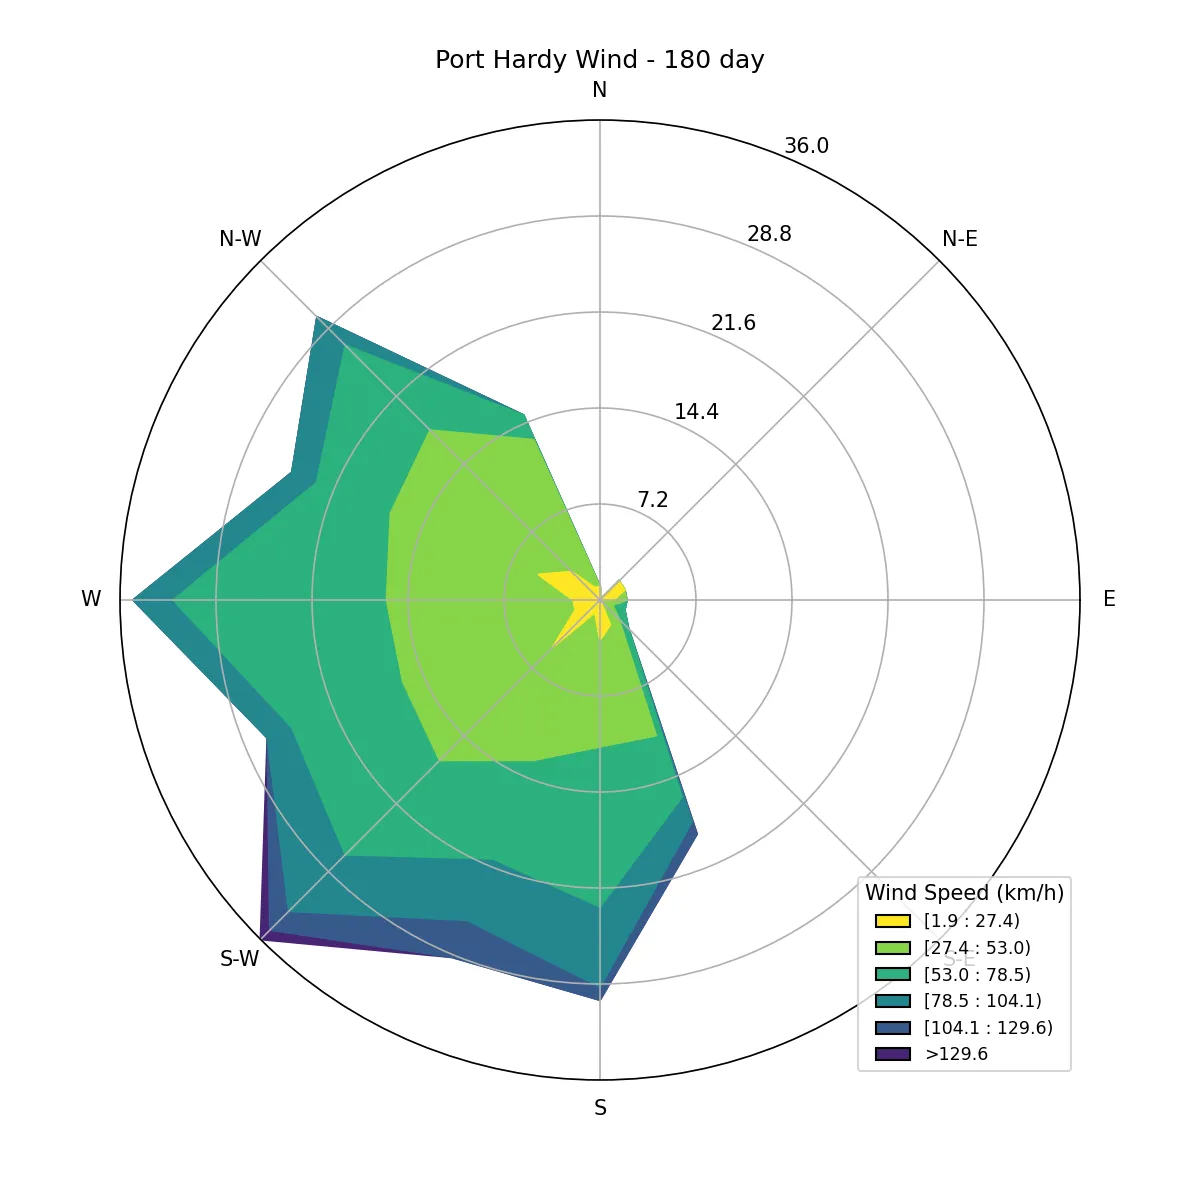 Port Hardy Wind - 180 day
N
36.0
N-W
28.8
N-E
21.6
14.4
7.2
W
E
S-W
S-E
S
Wind Speed (km/h)
[1.9 : 27.4)
[27.4 : 53.0)
[53.0 : 78.5)
[78.5 : 104.1)
[104.1 : 129.6)
>129.6